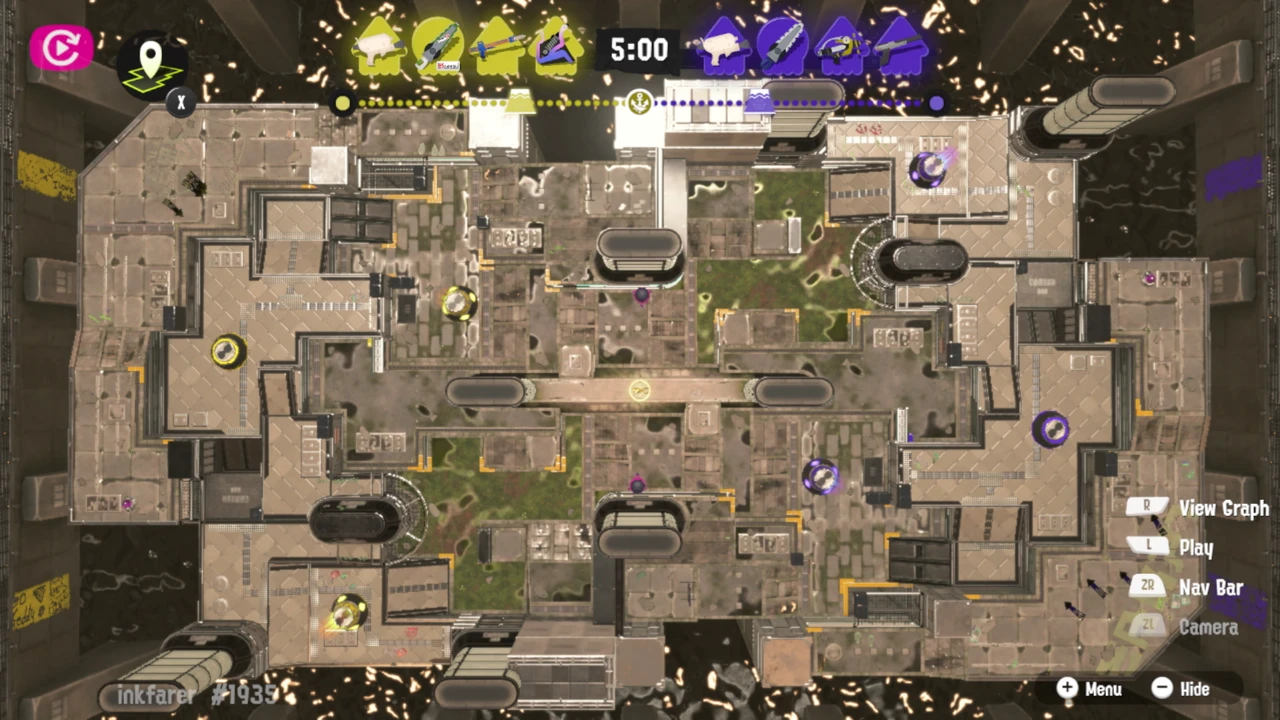 5:00
X
R View Graph
L Play
ZR Nav Bar
ZL Camera
inkfarer #1935
+ Menu
− Hide